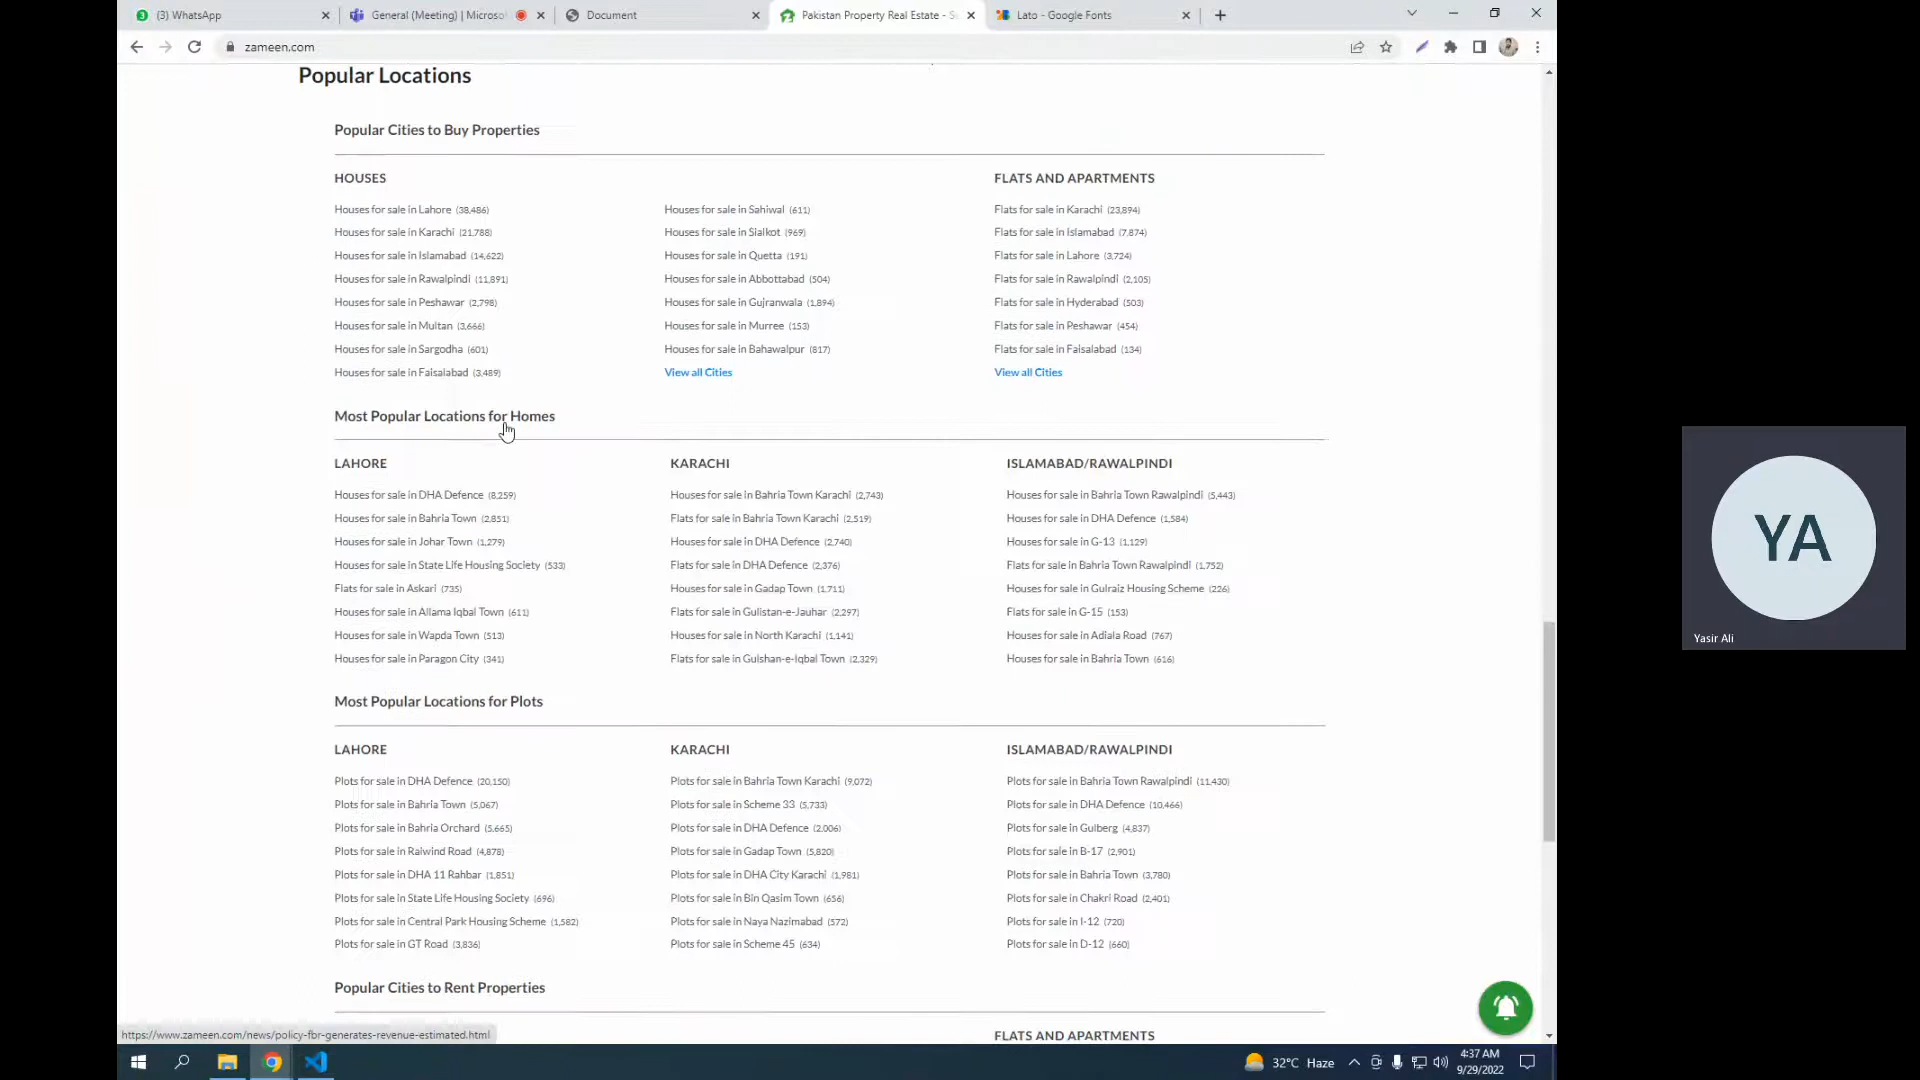 (3) WhatsApp
General (Meeting) | Microso
Document
Pakistan Property Real Estate - S
Lato - Google Fonts
zameen.com
Popular Locations
Popular Cities to Buy Properties
HOUSES
Houses for sale in Lahore (38,486)
Houses for sale in Karachi (21,788)
Houses for sale in Islamabad (14,622)
Houses for sale in Rawalpindi (11,891)
Houses for sale in Peshawar (2,798)
Houses for sale in Multan (3,666)
Houses for sale in Sargodha (601)
Houses for sale in Faisalabad (3,489)
Houses for sale in Sahiwal (611)
Houses for sale in Sialkot (969)
Houses for sale in Quetta (191)
Houses for sale in Abbottabad (504)
Houses for sale in Gujranwala (1,894)
Houses for sale in Murree (153)
Houses for sale in Bahawalpur (817)
View all Cities
FLATS AND APARTMENTS
Flats for sale in Karachi (23,894)
Flats for sale in Islamabad (7,874)
Flats for sale in Lahore (3,724)
Flats for sale in Rawalpindi (2,105)
Flats for sale in Hyderabad (503)
Flats for sale in Peshawar (454)
Flats for sale in Faisalabad (134)
View all Cities
Most Popular Locations for Homes
LAHORE
Houses for sale in DHA Defence (8,259)
Houses for sale in Bahria Town (2,851)
Houses for sale in Johar Town (1,279)
Houses for sale in State Life Housing Society (533)
Flats for sale in Askari (735)
Houses for sale in Allama Iqbal Town (611)
Houses for sale in Wapda Town (513)
Houses for sale in Paragon City (341)
KARACHI
Houses for sale in Bahria Town Karachi (2,743)
Flats for sale in Bahria Town Karachi (2,519)
Houses for sale in DHA Defence (2,740)
Flats for sale in DHA Defence (2,376)
Houses for sale in Gadap Town (1,711)
Flats for sale in Gulistan-e-Jauhar (2,297)
Houses for sale in North Karachi (1,141)
Flats for sale in Gulshan-e-Iqbal Town (2,329)
ISLAMABAD/RAWALPINDI
Houses for sale in Bahria Town Rawalpindi (5,443)
Houses for sale in DHA Defence (1,584)
Houses for sale in G-13 (1,129)
Flats for sale in Bahria Town Rawalpindi (1,752)
Houses for sale in Gulraiz Housing Scheme (226)
Flats for sale in G-15 (153)
Houses for sale in Adiala Road (767)
Houses for sale in Bahria Town (616)
Most Popular Locations for Plots
LAHORE
Plots for sale in DHA Defence (20,150)
Plots for sale in Bahria Town (5,067)
Plots for sale in Bahria Orchard (5,665)
Plots for sale in Raiwind Road (4,878)
Plots for sale in DHA 11 Rahbar (1,851)
Plots for sale in State Life Housing Society (696)
Plots for sale in Central Park Housing Scheme (1,582)
Plots for sale in GT Road (3,836)
KARACHI
Plots for sale in Bahria Town Karachi (9,072)
Plots for sale in Scheme 33 (5,733)
Plots for sale in DHA Defence (2,006)
Plots for sale in Gadap Town (5,820)
Plots for sale in DHA City Karachi (1,981)
Plots for sale in Bin Qasim Town (656)
Plots for sale in Naya Nazimabad (572)
Plots for sale in Scheme 45 (634)
ISLAMABAD/RAWALPINDI
Plots for sale in Bahria Town Rawalpindi (11,430)
Plots for sale in DHA Defence (10,466)
Plots for sale in Gulberg (4,837)
Plots for sale in B-17 (2,901)
Plots for sale in Bahria Town (3,780)
Plots for sale in Chakri Road (2,401)
Plots for sale in I-12 (720)
Plots for sale in D-12 (660)
Popular Cities to Rent Properties
FLATS AND APARTMENTS
https://www.zameen.com/news/policy-fbr-generates-revenue-estimated.html
32°C Haze
4:37 AM
9/29/2022
YA
Yasir Ali